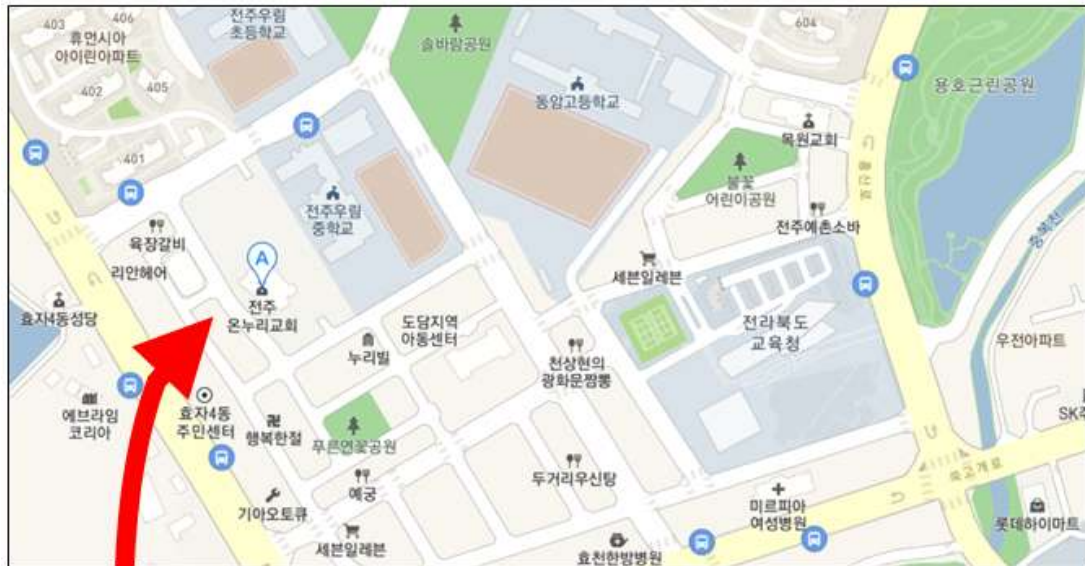 403
406
휴먼시아
아이린아파트
402
405
401
전주우림
초등학교
솔바람공원
604
동암고등학교
목원교회
용호근린공원
홍산로
불꽃
어린이공원
전주예촌소바
전주우림
중학교
육장갈비
리안헤어
A
전주
온누리교회
효자4동성당
세븐일레븐
전라북도
교육청
중복천
우전아파트
도담지역
아동센터
누리빌
천상현의
광화문짬뽕
에브라임
코리아
효자4동
주민센터
행복한절
푸른연꽃공원
SK주
예궁
두거리우신탕
기아오토큐
세븐일레븐
효천한방병원
미르피아
여성병원
롯데하이마트